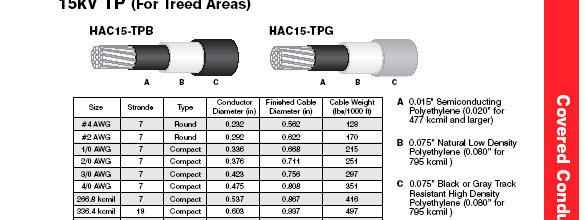 15kV TP (For Treed Areas)
HAC15-TPB
HAC15-TPG
A B C
A B C
Size Strands Type Conductor Diameter (in) Finished Cable Diameter (in) Cable Weight (lbs/1000 ft)
#4 AWG 7 Round 0.232 0.562 128
#2 AWG 7 Round 0.292 0.622 170
1/0 AWG 7 Compact 0.336 0.668 215
2/0 AWG 7 Compact 0.376 0.711 251
3/0 AWG 7 Compact 0.423 0.756 297
4/0 AWG 7 Compact 0.475 0.808 351
266.8 kcmil 7 Compact 0.537 0.867 416
336.4 kcmil 19 Compact 0.603 0.937 497
A 0.015" Semiconducting
Polyethylene (0.020" for
477 kcmil and larger)
B 0.075" Natural Low Density
Polyethylene (0.080" for
795 kcmil )
C 0.075" Black or Gray Track
Resistant High Density
Polyethylene (0.080" for
795 kcmil )
Covered Condu